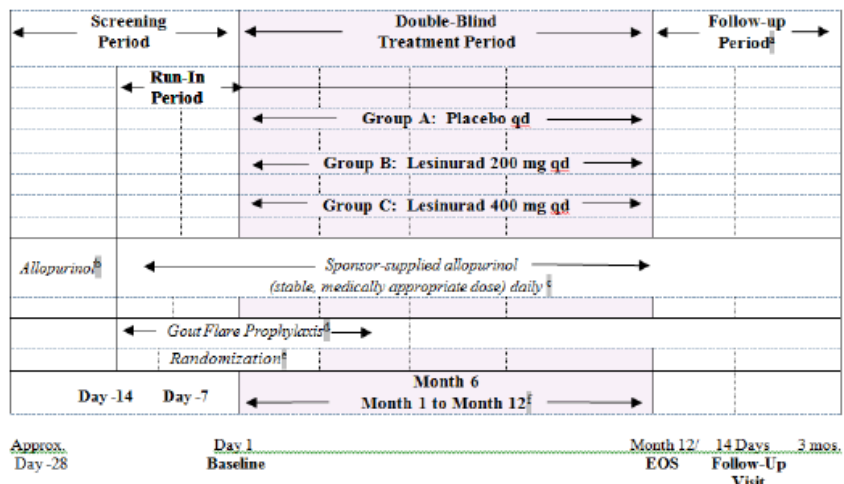 Screening Double-Blind Follow-up
Period Treatment Period Period a
Run-In
Period
Group A: Placebo qd
Group B: Lesinurad 200 mg qd
Group C: Lesinurad 400 mg qd
Allopurinol b Sponsor-supplied allopurinol
(stable, medically appropriate dose) daily c
Gout Flare Prophylaxis d
Randomization e
Month 6
Day -14 Day -7 Month 1 to Month 12 f
Approx. Day 1 Month 12/ 14 Days 3 mos.
Day -28 Baseline EOS Follow-Up
Visit